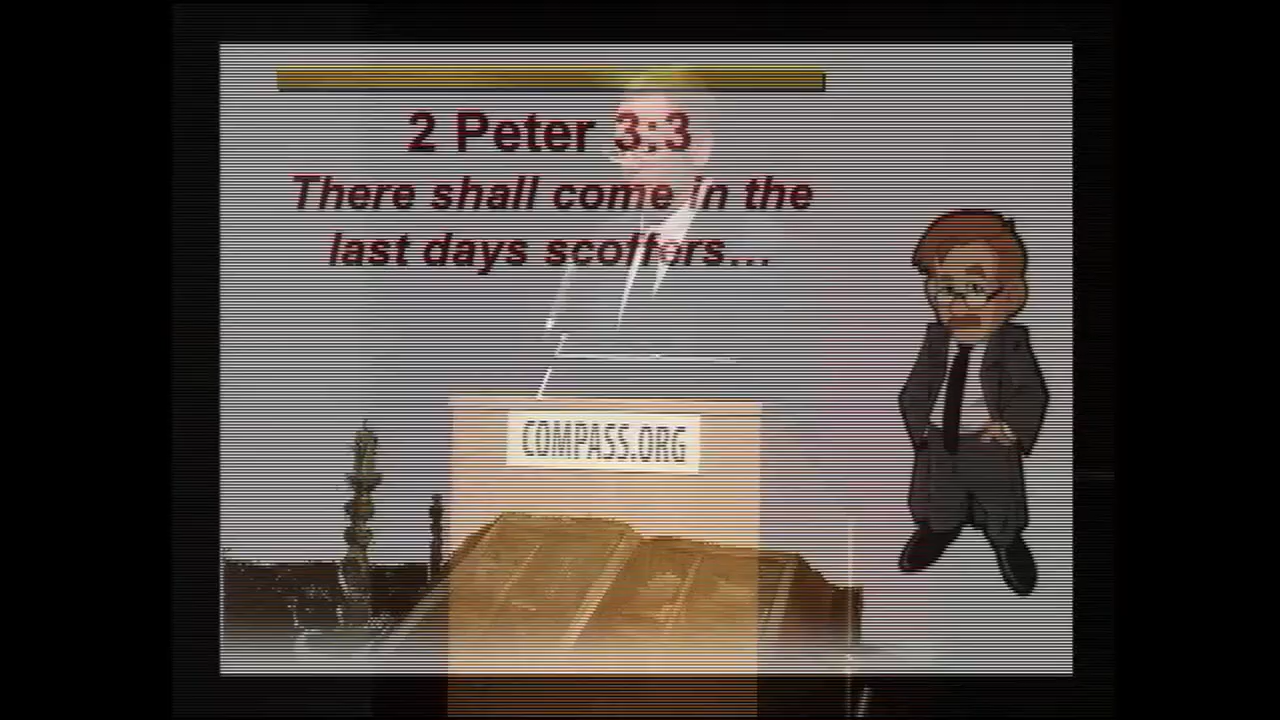 2 Peter 3:3
There shall come in the
last days scoffers...
COMPASS.ORG